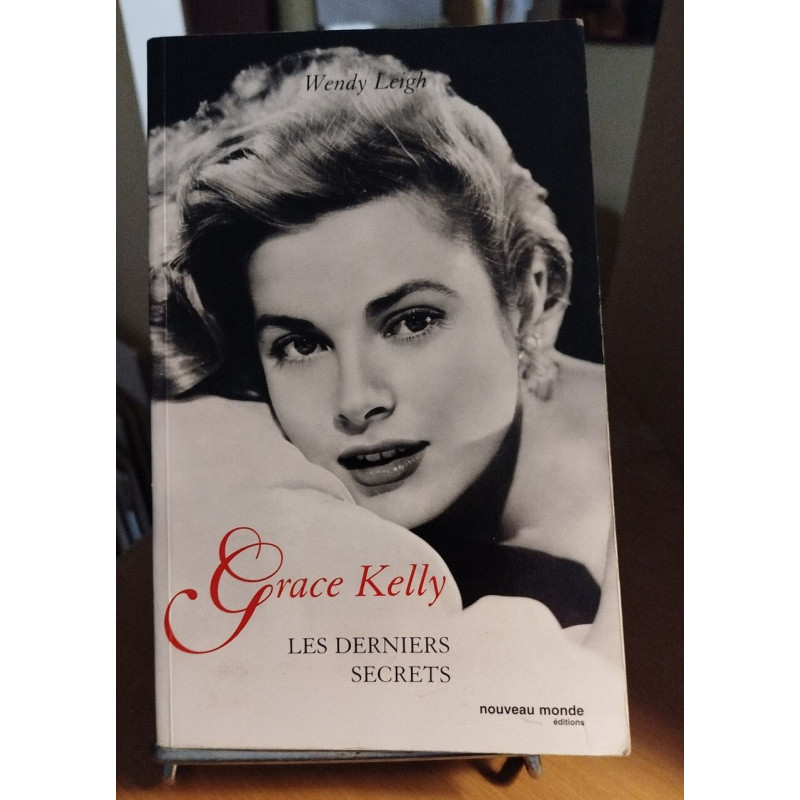 Wendy Leigh
Grace Kelly
LES DERNIERS
SECRETS
nouveau monde
éditions